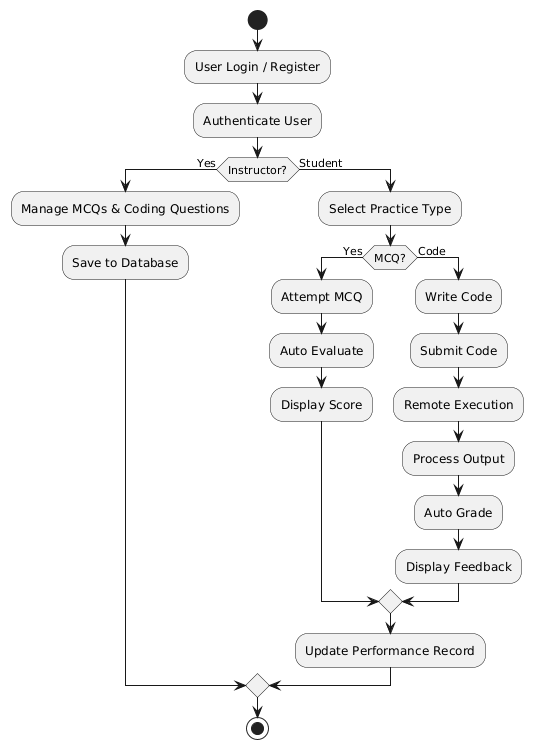 User Login / Register
Authenticate User
Yes
Instructor?
Student
Manage MCQs & Coding Questions
Save to Database
Select Practice Type
Yes
MCQ?
Code
Attempt MCQ
Auto Evaluate
Display Score
Write Code
Submit Code
Remote Execution
Process Output
Auto Grade
Display Feedback
Update Performance Record